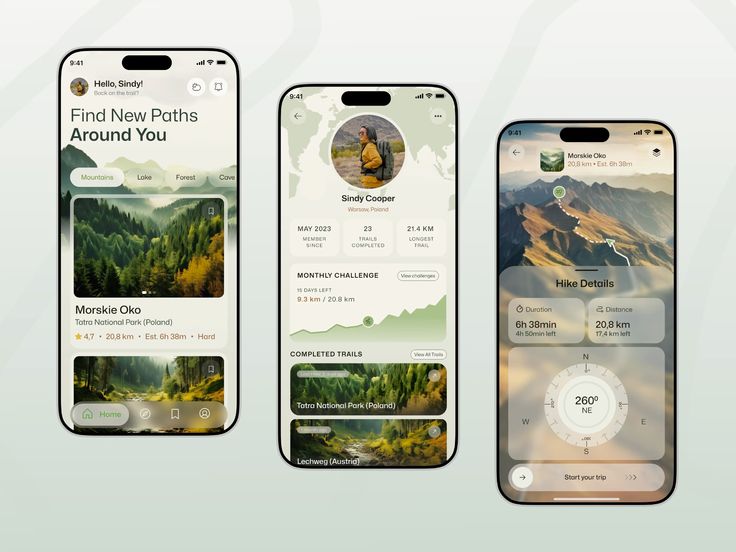 9:41
Hello, Sindy!
Back on the trail?
Find New Paths
Around You
Mountains Lake Forest Cave
Morskie Oko
Tatra National Park (Poland)
4,7 • 20,8 km • Est. 6h 38m • Hard
Home
9:41
Sindy Cooper
Warsaw, Poland
MAY 2023
MEMBER
SINCE
23
TRAILS
COMPLETED
21.4 KM
LONGEST
TRAIL
MONTHLY CHALLENGE
View challenges
15 DAYS LEFT
9.3 km / 20.8 km
COMPLETED TRAILS
View All Trails
Tatra National Park (Poland)
Lechweg (Austria)
9:41
Morskie Oko
20,8 km • Est. 6h 38m
Hike Details
Duration
6h 38min
4h 50min left
Distance
20,8 km
17,4 km left
N
W
E
S
260°
NE
Start your trip